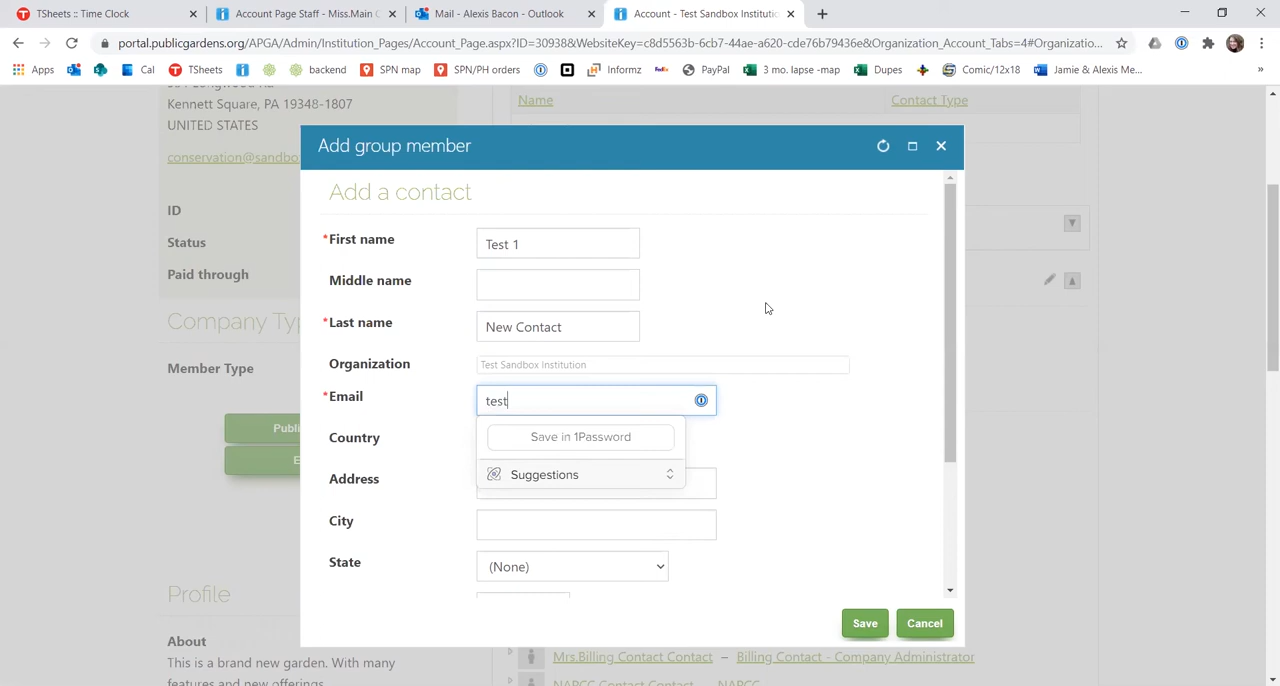 TSheets :: Time Clock
Account Page Staff - Miss.Main C
Mail - Alexis Bacon - Outlook
Account - Test Sandbox Institutio
portal.publicgardens.org/APGA/Admin/Institution_Pages/Account_Page.aspx?ID=30938&WebsiteKey=c8d5563b-6cb7-44ae-a620-cde76b79436e&Organization_Account_Tabs=4#Organizatio...
Apps
Cal
TSheets
backend
SPN map
SPN/PH orders
Informz
FedEx
PayPal
3 mo. lapse -map
Dupes
Comic/12x18
Jamie & Alexis Me...
»
Kennett Square, PA 19348-1807
UNITED STATES
conservation@sandbo
ID
Status
Paid through
Company Typ
Member Type
Publi
E
Profile
About
This is a brand new garden. With many
features and new offerings.
Name
Contact Type
Add group member
Add a contact
*First name
Test 1
Middle name
*Last name
New Contact
Organization
Test Sandbox Institution
*Email
test
Save in 1Password
Suggestions
Country
Address
City
State
(None)
Save
Cancel
Mrs.Billing Contact Contact – Billing Contact - Company Administrator
NAPCC Contact Contact – NAPCC